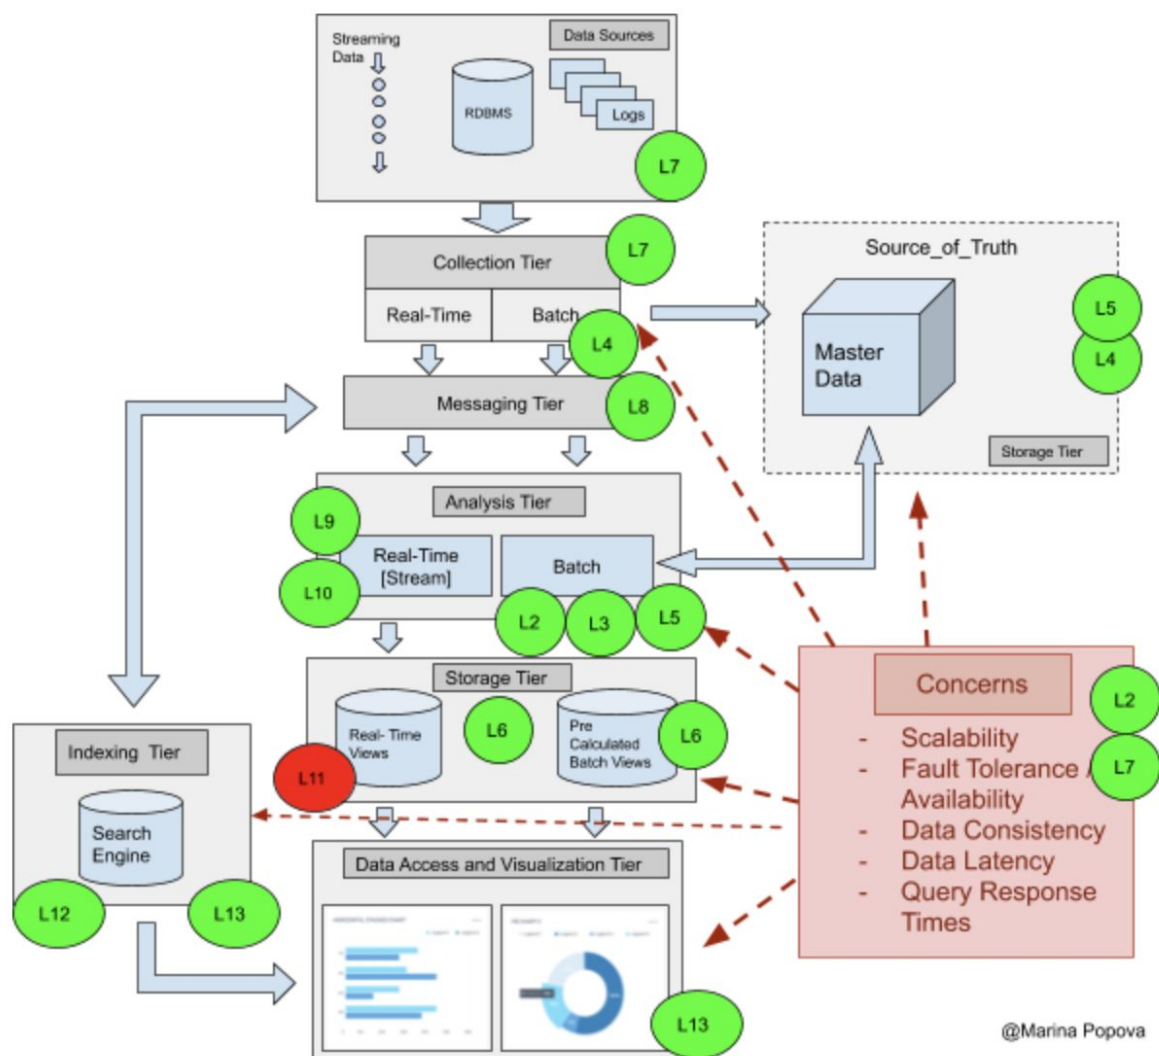 Streaming
Data
Data Sources
RDBMS
Logs
L7
Collection Tier
L7
Real-Time
Batch
L4
Messaging Tier
L8
Source_of_Truth
Master
Data
L5
L4
Storage Tier
Analysis Tier
L9
L10
Real-Time
[Stream]
Batch
L2
L3
L5
Storage Tier
Real- Time
Views
L11
L6
Pre
Calculated
Batch Views
L6
Indexing Tier
Search
Engine
L12
L13
Data Access and Visualization Tier
L13
Concerns
L2
L7
- Scalability
- Fault Tolerance /
Availability
- Data Consistency
- Data Latency
- Query Response
Times
@Marina Popova